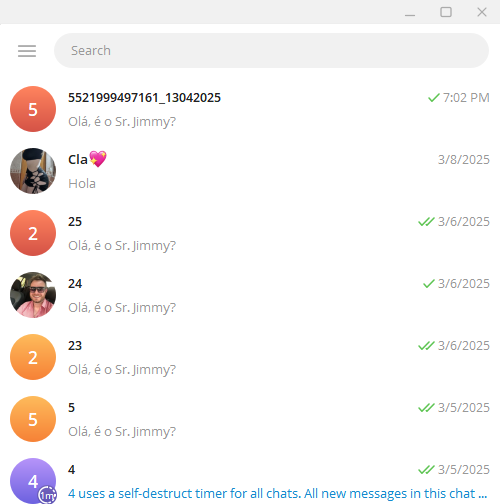 Search
5
5521999497161_13042025
7:02 PM
Olá, é o Sr. Jimmy?
Cla💖
3/8/2025
Hola
2
25
3/6/2025
Olá, é o Sr. Jimmy?
24
3/6/2025
Olá, é o Sr. Jimmy?
2
23
3/6/2025
Olá, é o Sr. Jimmy?
5
5
3/5/2025
Olá, é o Sr. Jimmy?
4
1m
4
3/5/2025
4 uses a self-destruct timer for all chats. All new messages in this chat ...